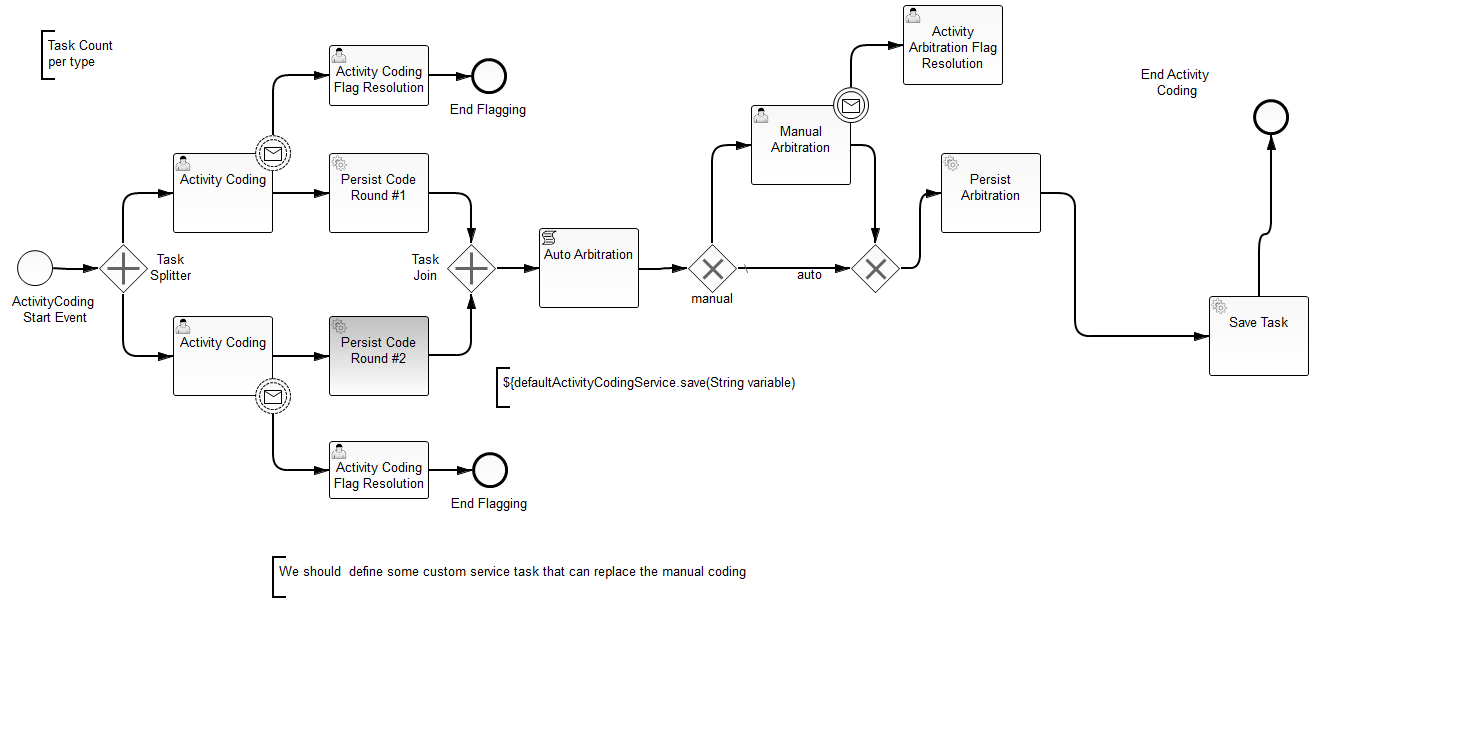 Task Count
per type
Activity Coding
Flag Resolution
End Flagging
Activity
Arbitration Flag
Resolution
End Activity
Coding
Manual
Arbitration
Activity Coding
Persist Code
Round #1
Persist
Arbitration
Task
Splitter
Task
Join
Auto Arbitration
auto
manual
ActivityCoding
Start Event
Activity Coding
Persist Code
Round #2
Save Task
${defaultActivityCodingService.save(String variable)
Activity Coding
Flag Resolution
End Flagging
We should  define some custom service task that can replace the manual coding